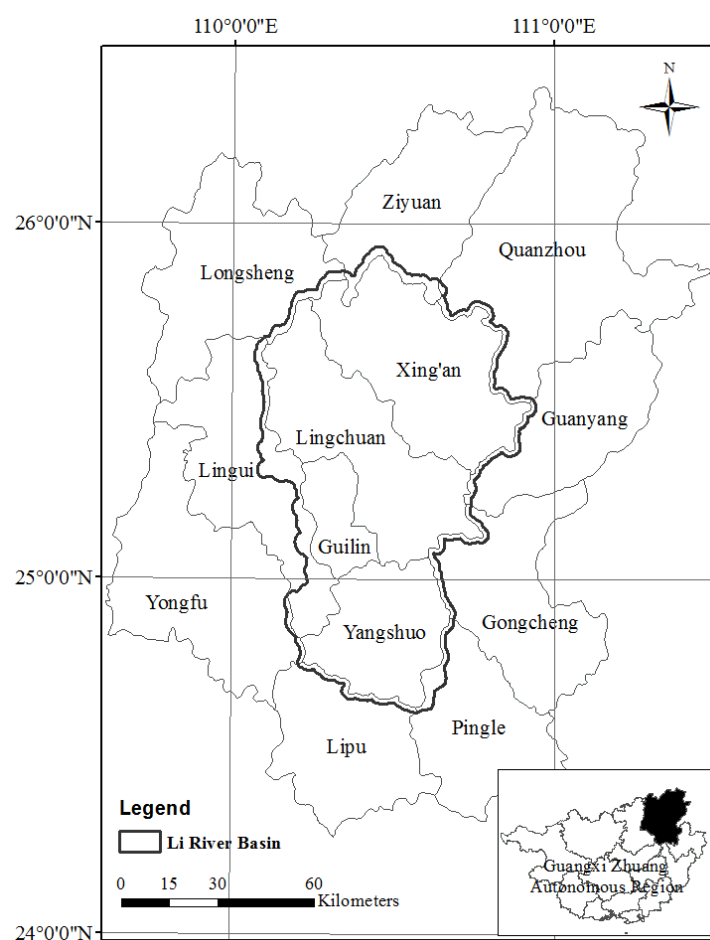 110°0'0"E 111°0'0"E
N
Ziyuan
26°0'0"N
Quanzhou
Longsheng
Xing'an
Guanyang
Lingchuan
Lingui
Guilin
25°0'0"N
Yongfu
Gongcheng
Yangshuo
Pingle
Lipu
Legend
Li River Basin
Guangxi Zhuang
Autonomous Region
0 15 30 60
Kilometers
24°0'0"N